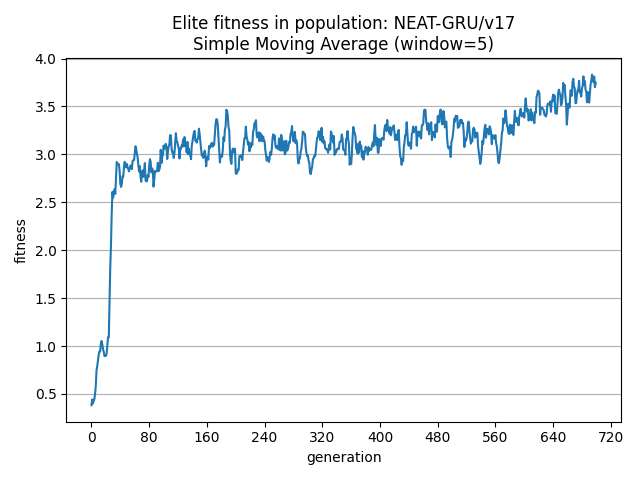 Elite fitness in population: NEAT-GRU/v17
Simple Moving Average (window=5)
4.0
3.5
3.0
2.5
2.0
1.5
1.0
0.5
fitness
0 80 160 240 320 400 480 560 640 720
generation